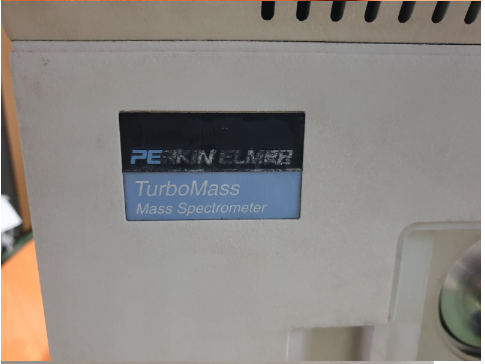 PERKIN ELMER
TurboMass
Mass Spectrometer